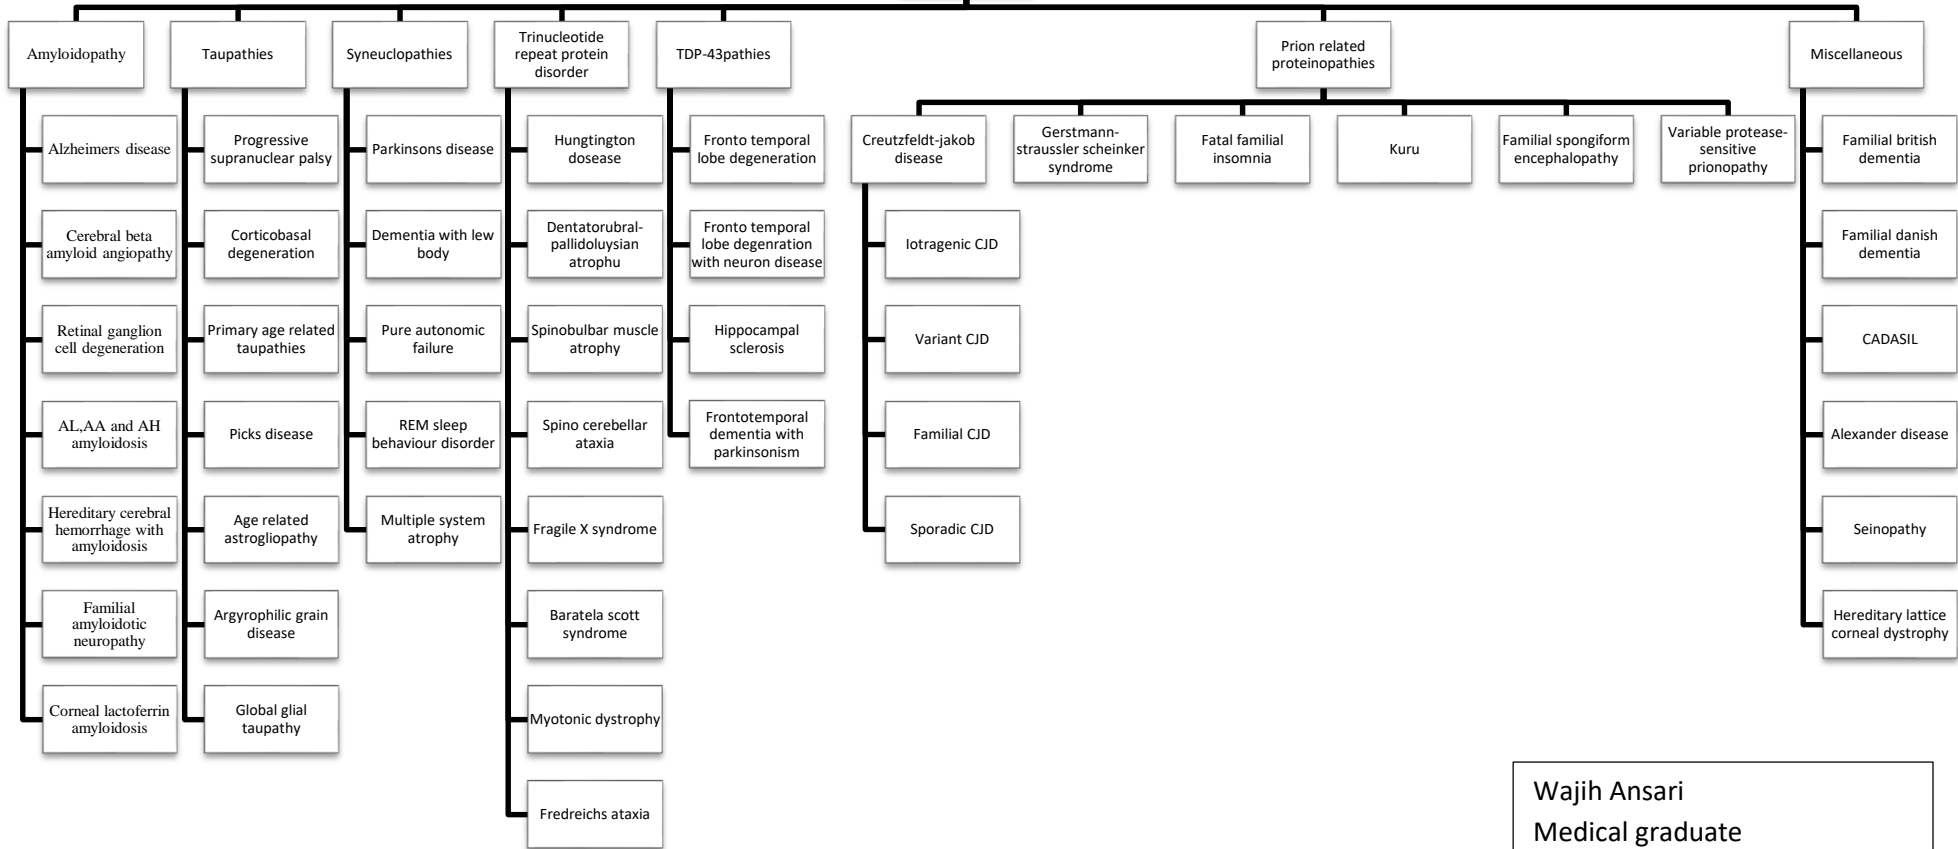 Amyloidopathy
Taupathies
Syneuclopathies
Trinucleotide
repeat protein
disorder
TDP-43pathies
Prion related
proteinopathies
Miscellaneous
Alzheimers disease
Cerebral beta
amyloid angiopathy
Retinal ganglion
cell degeneration
AL,AA and AH
amyloidosis
Hereditary cerebral
hemorrhage with
amyloidosis
Familial
amyloidotic
neuropathy
Corneal lactoferrin
amyloidosis
Progressive
supranuclear palsy
Corticobasal
degeneration
Primary age related
taupathies
Picks disease
Age related
astrogliopathy
Argyrophilic grain
disease
Global glial
taupathy
Parkinsons disease
Dementia with lew
body
Pure autonomic
failure
REM sleep
behaviour disorder
Multiple system
atrophy
Hungtington
dosease
Dentatorubral-
pallidoluysian
atrophu
Spinobulbar muscle
atrophy
Spino cerebellar
ataxia
Fragile X syndrome
Baratela scott
syndrome
Myotonic dystrophy
Fredreichs ataxia
Fronto temporal
lobe degeneration
Fronto temporal
lobe degenration
with neuron disease
Hippocampal
sclerosis
Frontotemporal
dementia with
parkinsonism
Creutzfeldt-jakob
disease
Iotragenic CJD
Variant CJD
Familial CJD
Sporadic CJD
Gerstmann-
straussler scheinker
syndrome
Fatal familial
insomnia
Kuru
Familial spongiform
encephalopathy
Variable protease-
sensitive
prionopathy
Familial british
dementia
Familial danish
dementia
CADASIL
Alexander disease
Seinopathy
Hereditary lattice
corneal dystrophy
Wajih Ansari
Medical graduate